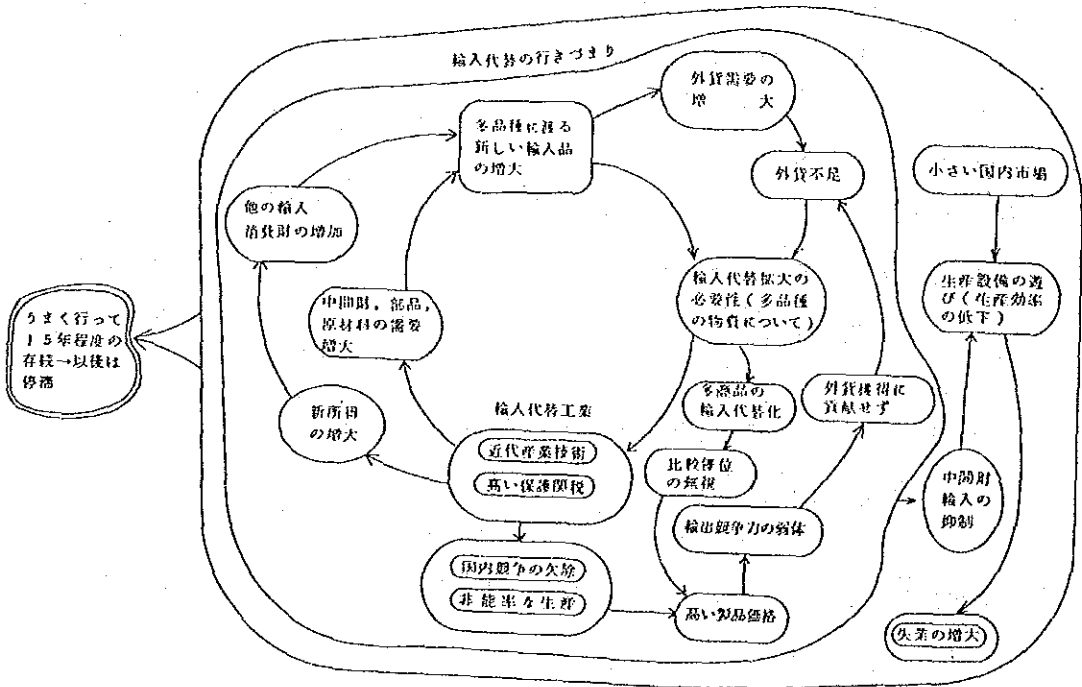 輸入代替の行きづまり
外貨需要の
増 大
多品種に渡る
新しい輸入品
の増大
外貨不足
小さい国内市場
他の輸入
消費財の増加
輸入代替拡大の
必要性(多品種
の物資について)
生産設備の遊
び(生産効率
の低下)
中間財,部品,
原材料の需要
増大
うまく行って
15年程度の
存続→以後は
停滞
多商品の
輸入代替化
外貨獲得に
貢献せず
新所得
の増大
輸入代替工業
近代産業技術
高い保護関税
比較優位
の無視
中間財
輸入の
抑制
輸出競争力の弱体
国内競争の欠除
非能率な生産
高い製品価格
失業の増大